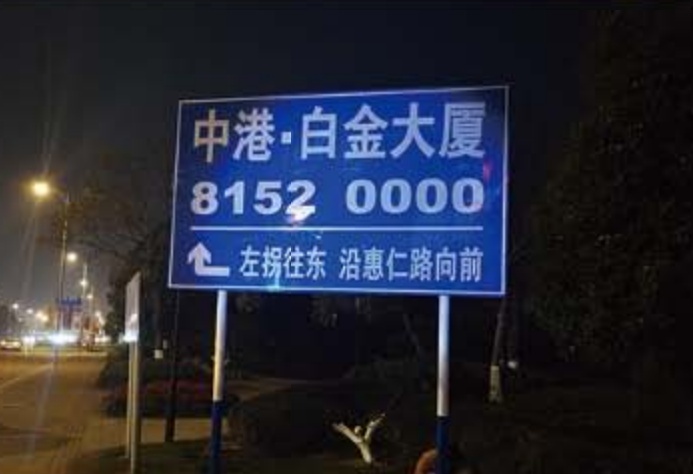 中港·白金大厦
8152 0000
左拐往东 沿惠仁路向前